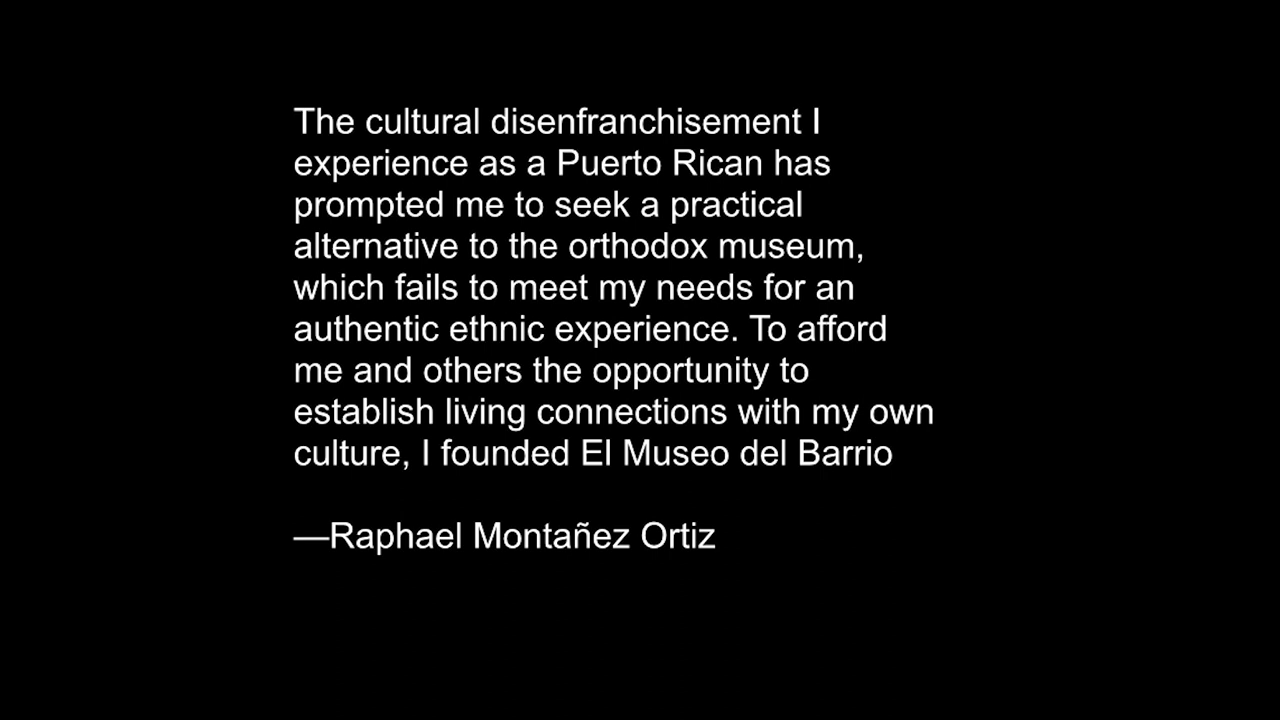 The cultural disenfranchisement I
experience as a Puerto Rican has
prompted me to seek a practical
alternative to the orthodox museum,
which fails to meet my needs for an
authentic ethnic experience. To afford
me and others the opportunity to
establish living connections with my own
culture, I founded El Museo del Barrio
—Raphael Montañez Ortiz